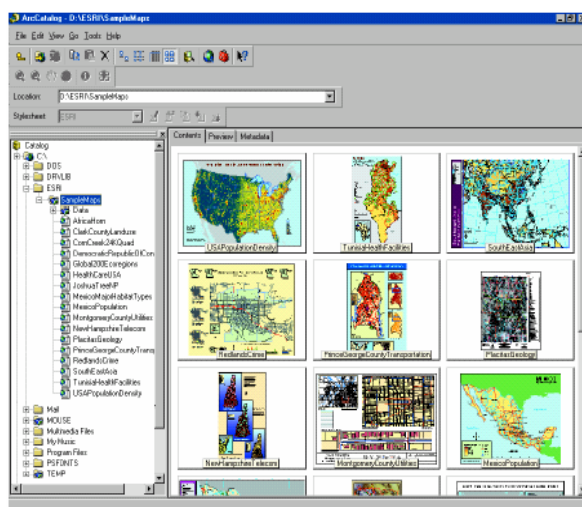 ArcCatalog - D:\ESRI\SampleMaps
File Edit View Go Tools Help
Location: D:\ESRI\SampleMaps
Stylesheet: ESRI
Contents Preview Metadata
Catalog
C:\
DOS
DRVLIB
ESRI
SampleMaps
Data
AfricaHorn
ClarkCountyLanduse
CornCreek24KQuad
DemocraticRepublicOfCon
Global200Ecoregions
HealthCareUSA
JoshuaTreeNP
MexicoMajorHabitatTypes
MexicoPopulation
MontgomeryCountyUtilities
NewHampshireTelecom
PlacitasGeology
PrinceGeorgeCountyTransp
RedlandsCrime
SouthEastAsia
TunisiaHealthFacilities
USAPopulationDensity
Mail
MOUSE
Multimedia Files
My Music
Program Files
PSFONTS
TEMP
USAPopulationDensity
TunisiaHealthFacilities
SouthEastAsia
RedlandsCrime
PrinceGeorgeCountyTransportation
PlacitasGeology
NewHampshireTelecom
MontgomeryCountyUtilities
MEXICO
MexicoPopulation